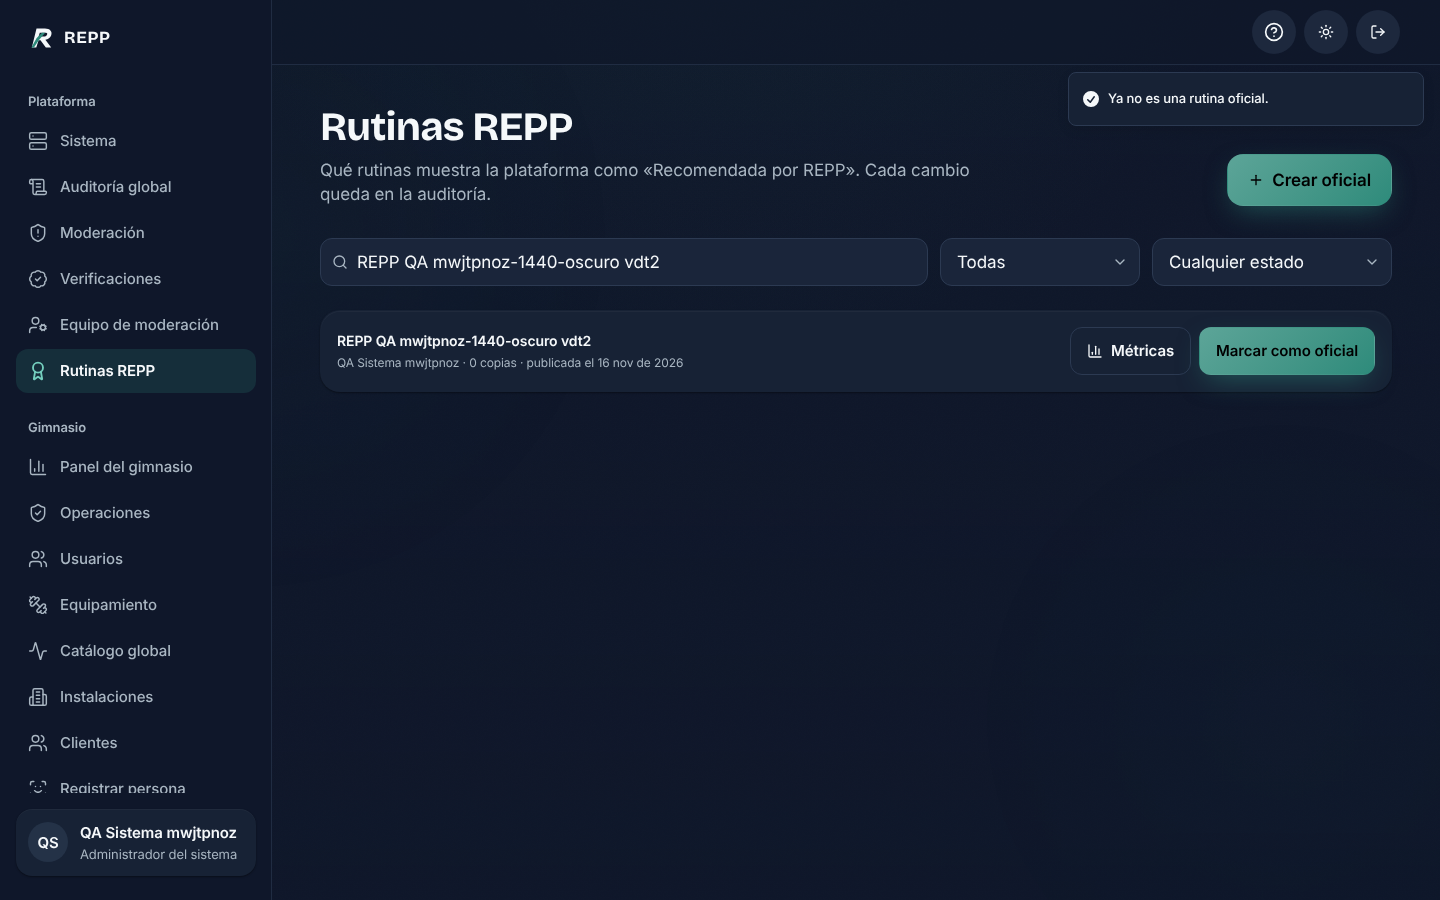 REPP
Plataforma
Sistema
Auditoría global
Moderación
Verificaciones
Equipo de moderación
Rutinas REPP
Gimnasio
Panel del gimnasio
Operaciones
Usuarios
Equipamiento
Catálogo global
Instalaciones
Clientes
Registrar persona
QS
QA Sistema mwjtpnoz
Administrador del sistema
Ya no es una rutina oficial.
Rutinas REPP
Qué rutinas muestra la plataforma como «Recomendada por REPP». Cada cambio
queda en la auditoría.
Crear oficial
REPP QA mwjtpnoz-1440-oscuro vdt2
Todas
Cualquier estado
REPP QA mwjtpnoz-1440-oscuro vdt2
QA Sistema mwjtpnoz · 0 copias · publicada el 16 nov de 2026
Métricas
Marcar como oficial